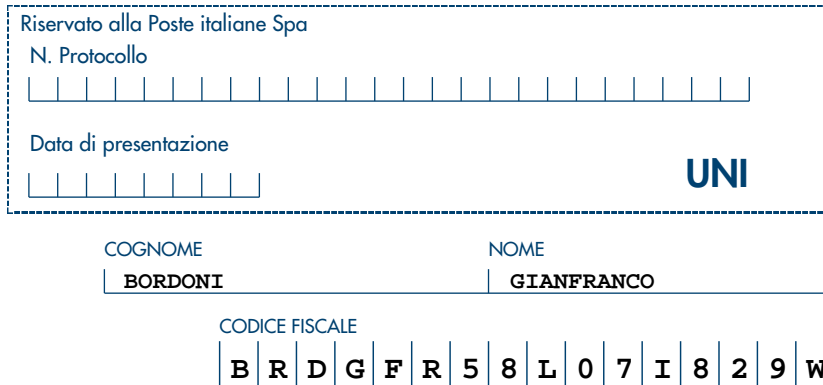 Riservato alla Poste italiane Spa
N. Protocollo
Data di presentazione
UNI
COGNOME NOME
BORDONI GIANFRANCO
CODICE FISCALE
BRDGFR58L07I829W